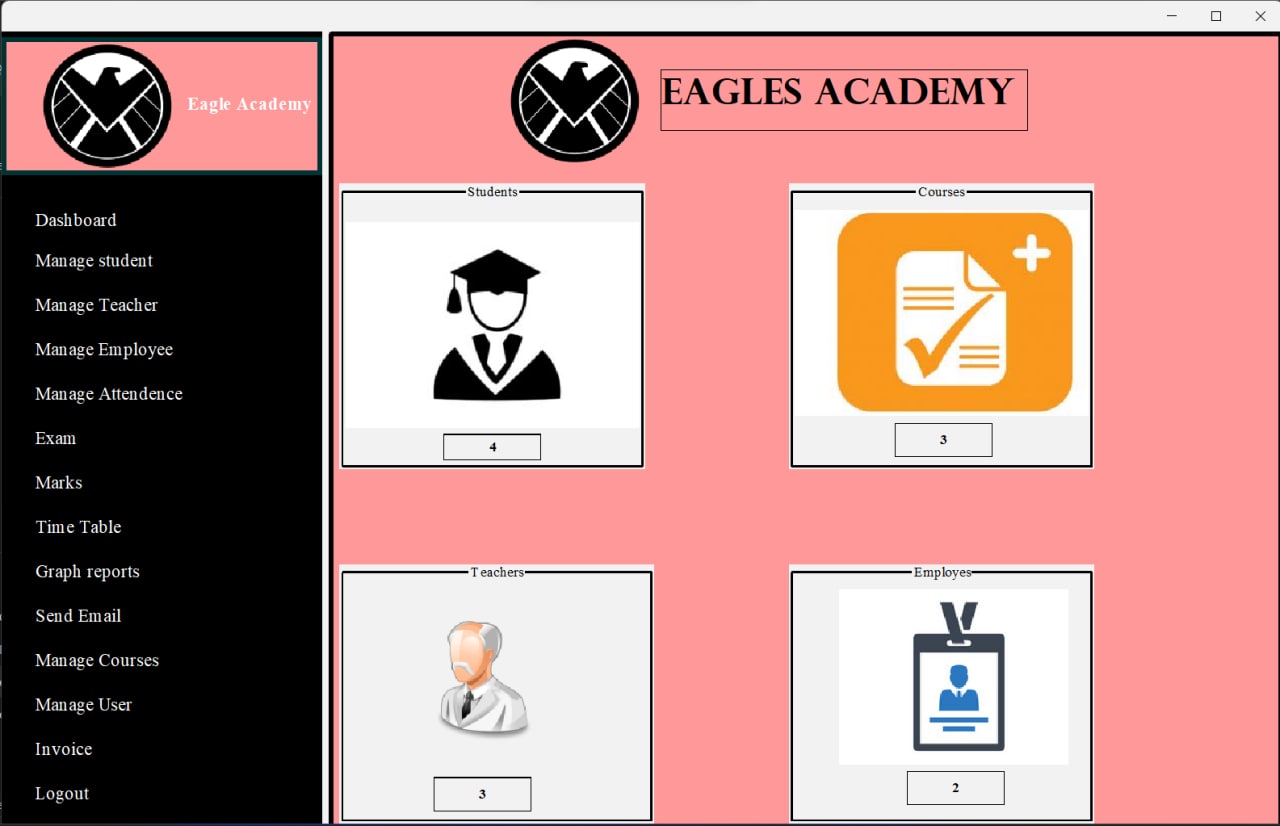 Eagle Academy
Dashboard
Manage student
Manage Teacher
Manage Employee
Manage Attendence
Exam
Marks
Time Table
Graph reports
Send Email
Manage Courses
Manage User
Invoice
Logout
EAGLES ACADEMY
Students
4
Courses
3
Teachers
3
Employes
2